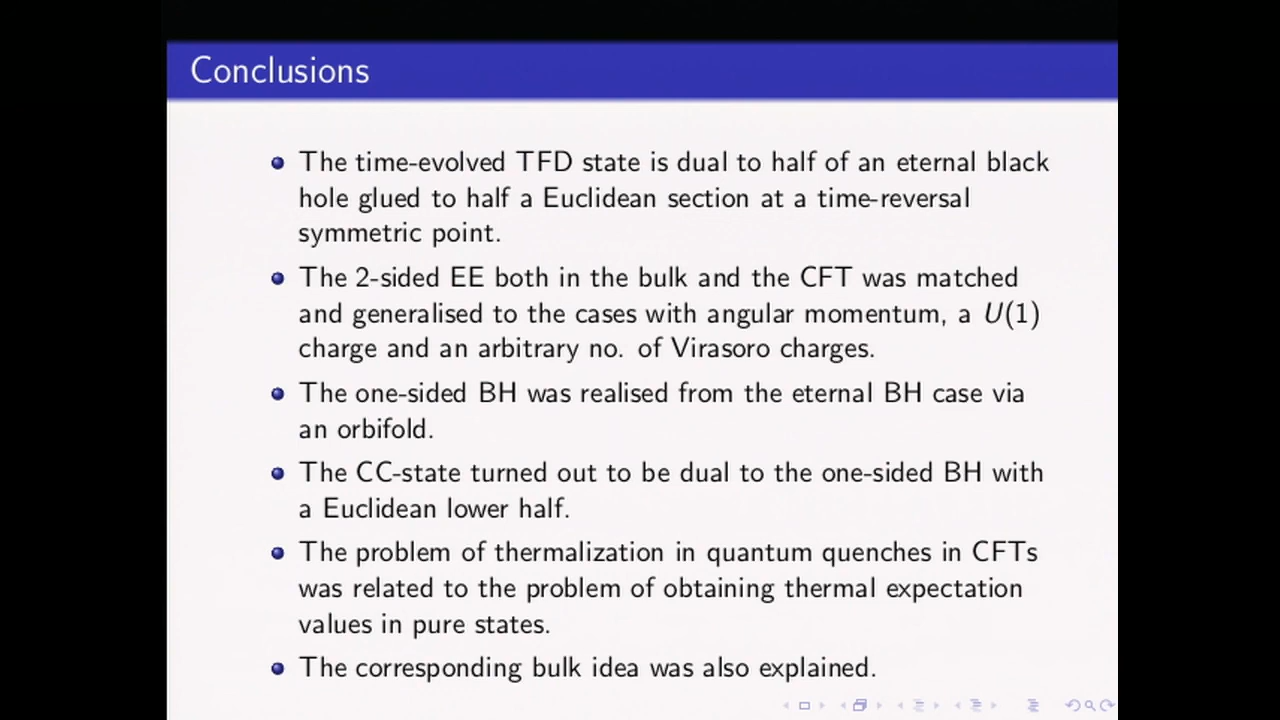 Conclusions
The time-evolved TFD state is dual to half of an eternal black
hole glued to half a Euclidean section at a time-reversal
symmetric point.
The 2-sided EE both in the bulk and the CFT was matched
and generalised to the cases with angular momentum, a U(1)
charge and an arbitrary no. of Virasoro charges.
The one-sided BH was realised from the eternal BH case via
an orbifold.
The CC-state turned out to be dual to the one-sided BH with
a Euclidean lower half.
The problem of thermalization in quantum quenches in CFTs
was related to the problem of obtaining thermal expectation
values in pure states.
The corresponding bulk idea was also explained.